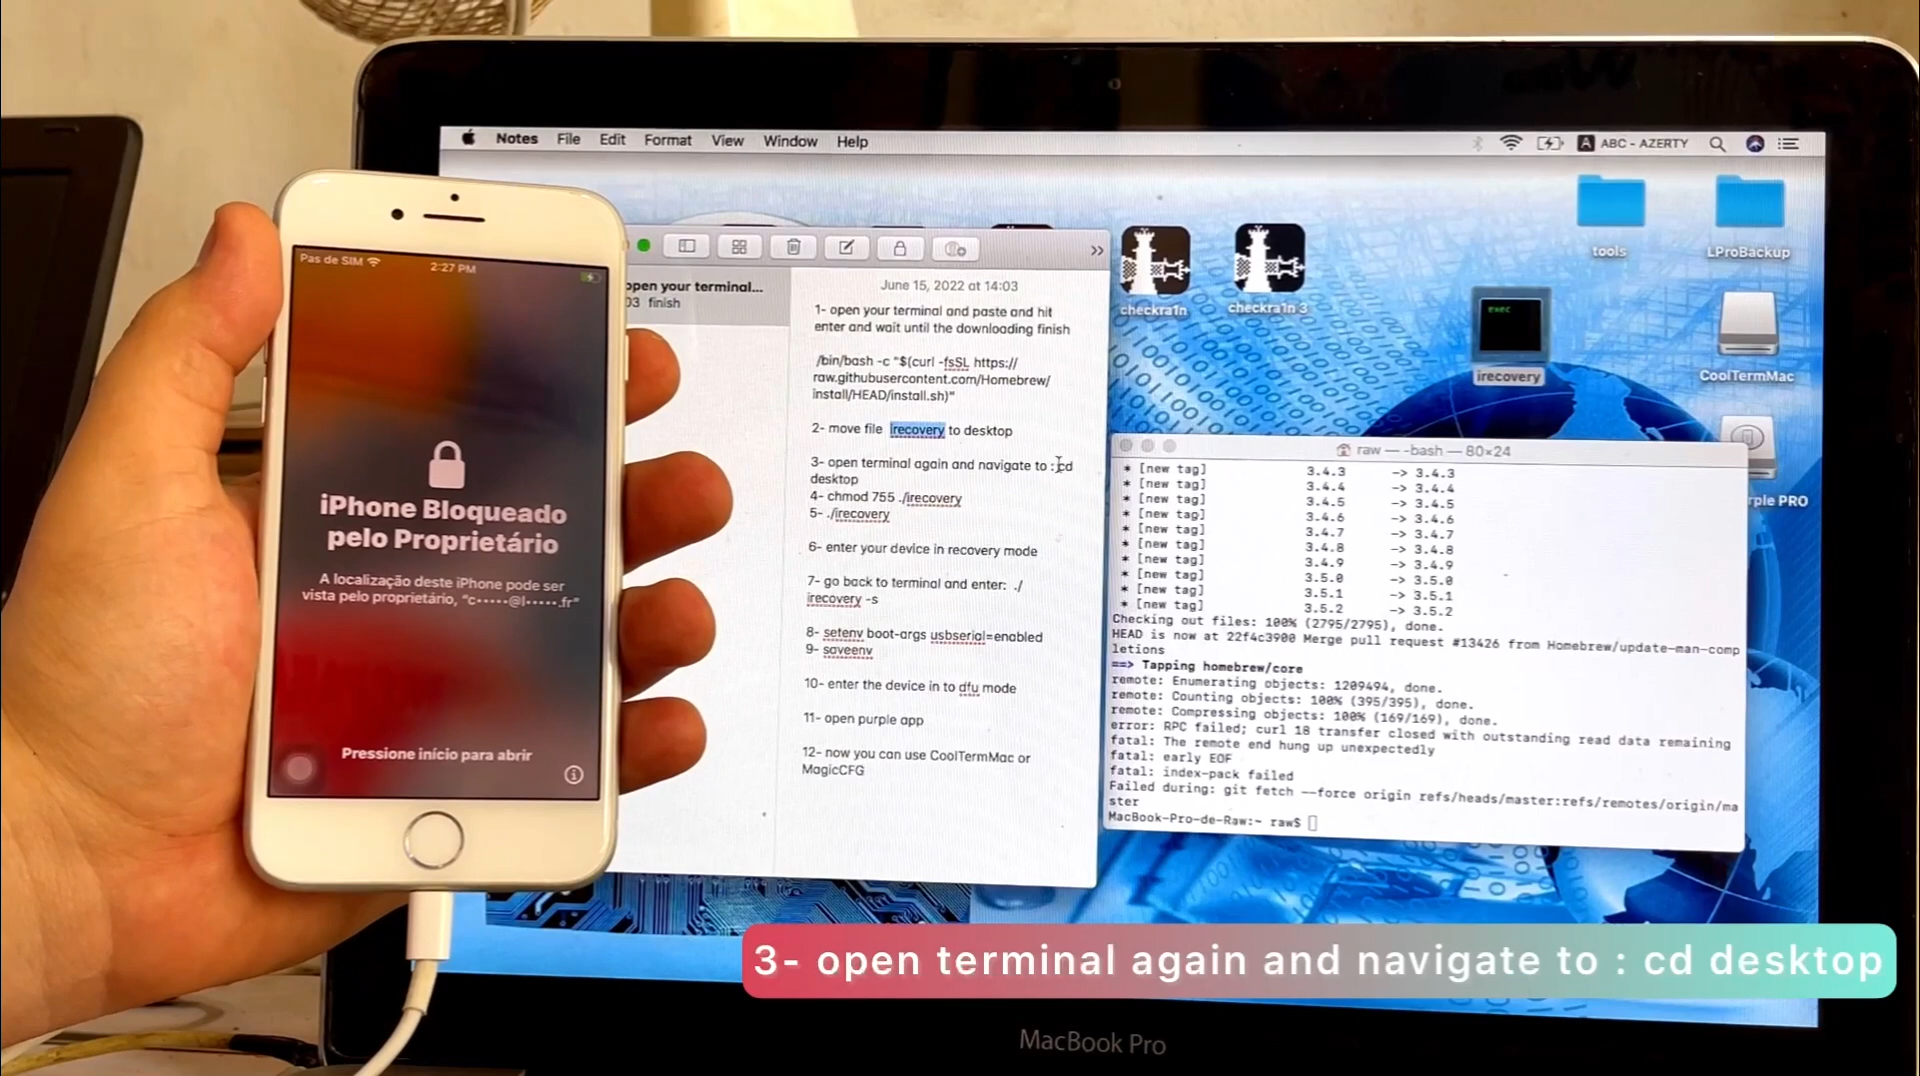 Notes File Edit Format View Window Help
ABC - AZERTY
Pas de SIM
2:27 PM
iPhone Bloqueado
pelo Proprietário
A localização deste iPhone pode ser
vista pelo proprietário, “c•••••@l•••••.fr”
Pressione início para abrir
open your terminal...
03 finish
June 15, 2022 at 14:03
1- open your terminal and paste and hit
enter and wait until the downloading finish
/bin/bash -c "$(curl -fsSL https://
raw.githubusercontent.com/Homebrew/
install/HEAD/install.sh)"
2- move file irecovery to desktop
3- open terminal again and navigate to :cd
desktop
4- chmod 755 ./irecovery
5- ./irecovery
6- enter your device in recovery mode
7- go back to terminal and enter: ./
irecovery -s
8- setenv boot-args usbserial=enabled
9- saveenv
10- enter the device in to dfu mode
11- open purple app
12- now you can use CoolTermMac or
MagicCFG
checkra1n
checkra1n 3
tools
LProBackup
exec
irecovery
CoolTermMac
rple PRO
raw — -bash — 80×24
* [new tag] 3.4.3 -> 3.4.3
* [new tag] 3.4.4 -> 3.4.4
* [new tag] 3.4.5 -> 3.4.5
* [new tag] 3.4.6 -> 3.4.6
* [new tag] 3.4.7 -> 3.4.7
* [new tag] 3.4.8 -> 3.4.8
* [new tag] 3.4.9 -> 3.4.9
* [new tag] 3.5.0 -> 3.5.0
* [new tag] 3.5.1 -> 3.5.1
* [new tag] 3.5.2 -> 3.5.2
Checking out files: 100% (2795/2795), done.
HEAD is now at 22f4c3900 Merge pull request #13426 from Homebrew/update-man-comp
letions
==> Tapping homebrew/core
remote: Enumerating objects: 1209494, done.
remote: Counting objects: 100% (395/395), done.
remote: Compressing objects: 100% (169/169), done.
error: RPC failed; curl 18 transfer closed with outstanding read data remaining
fatal: The remote end hung up unexpectedly
fatal: early EOF
fatal: index-pack failed
Failed during: git fetch --force origin refs/heads/master:refs/remotes/origin/ma
ster
MacBook-Pro-de-Raw:~ raw$
3- open terminal again and navigate to : cd desktop
MacBook Pro